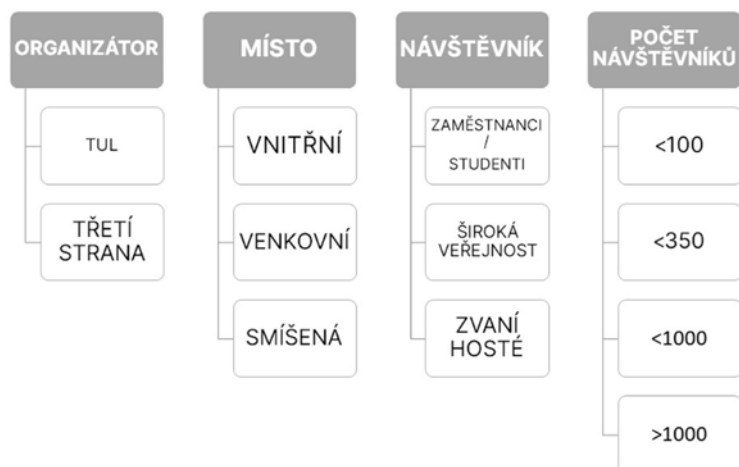 ORGANIZÁTOR
TUL
TŘETÍ
STRANA
MÍSTO
VNITŘNÍ
VENKOVNÍ
SMÍŠENÁ
NÁVŠTĚVNÍK
ZAMĚSTNANCI
/
STUDENTI
ŠIROKÁ
VEŘEJNOST
ZVANÍ
HOSTÉ
POČET
NÁVŠTĚVNÍKŮ
<100
<350
<1000
>1000